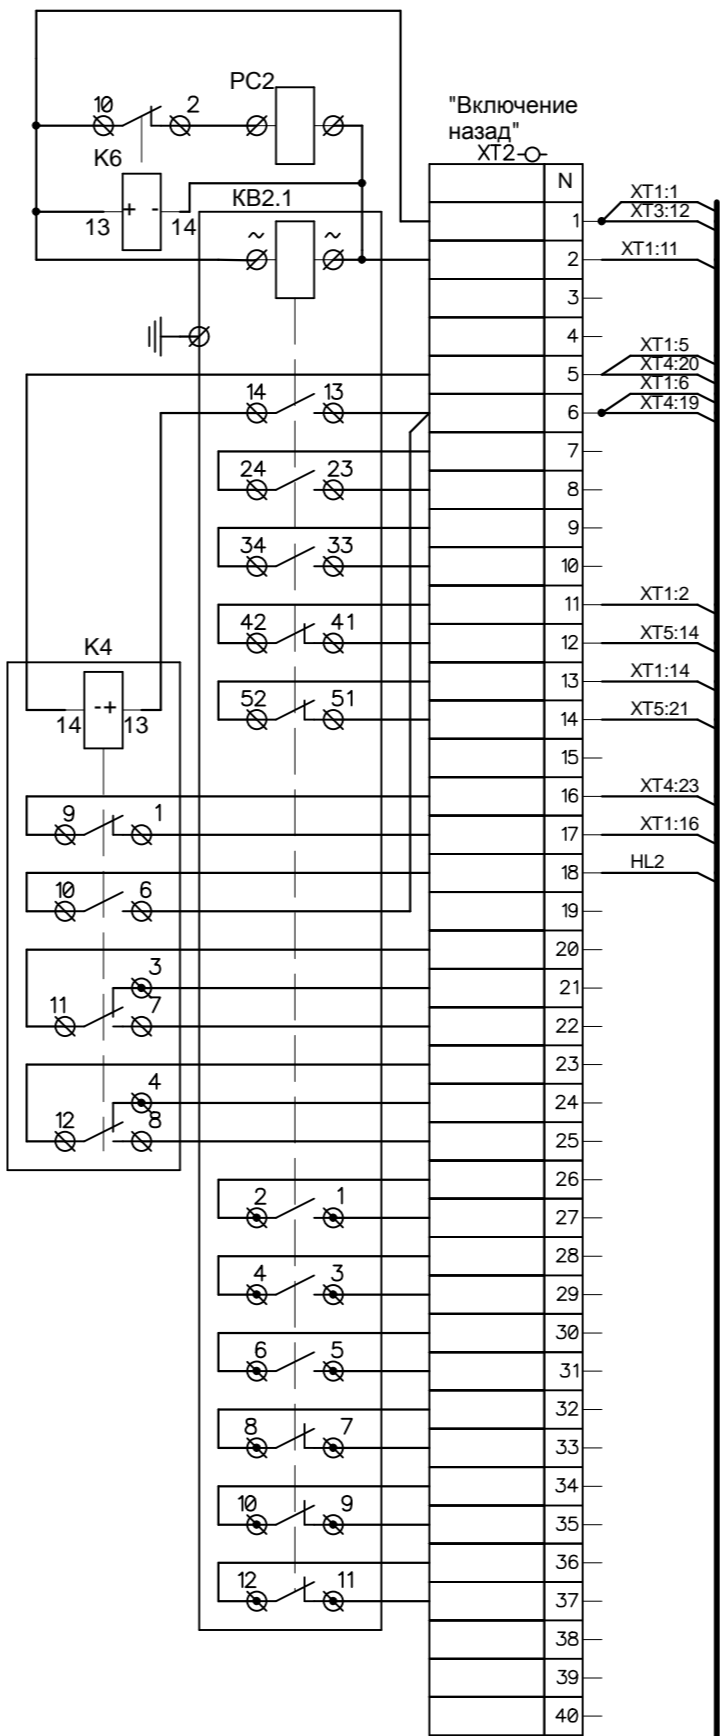 PC2
10 2
"Включение
назад"
XT2
K6
N
13 + - 14
KB2.1
~ ~
1 XT1:1
XT3:12
2 XT1:11
3
4
5 XT1:5
XT4:20
14 13
6 XT1:6
XT4:19
7
24 23
8
9
34 33
10
11 XT1:2
42 41
12 XT5:14
K4
13 XT1:14
14 -+ 13
52 51
14 XT5:21
15
16 XT4:23
9 1
17 XT1:16
18 HL2
10 6
19
20
3
21
11 7
22
23
4
24
12 8
25
26
2 1
27
28
4 3
29
30
6 5
31
32
8 7
33
34
10 9
35
36
12 11
37
38
39
40